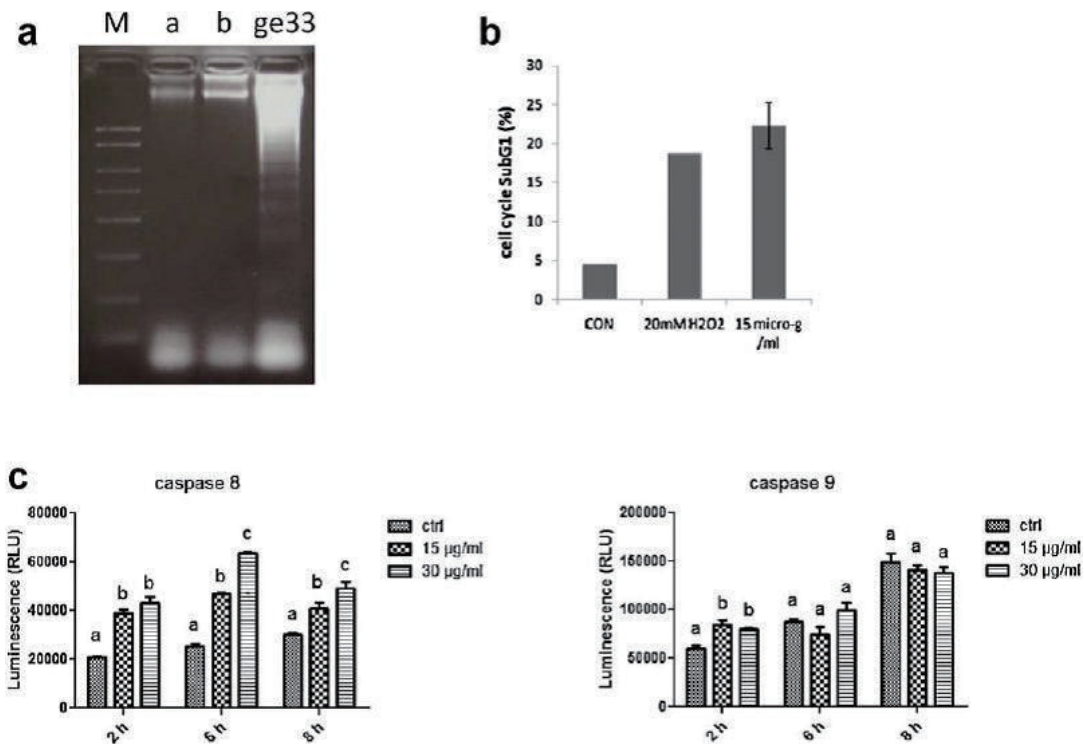 a
M a b ge33
b
cell cycle SubG1 (%)
30
25
20
15
10
5
0
CON 20mMH2O2 15 micro-g
/ml
c
caspase 8
Luminescence (RLU)
80000
60000
40000
20000
0
a b b
a b c
a b c
2 h 6 h 8 h
ctrl
15 µg/ml
30 µg/ml
caspase 9
Luminescence (RLU)
200000
150000
100000
50000
0
a b b
a a a
a a a
2 h 6 h 8 h
ctrl
15 µg/ml
30 µg/ml